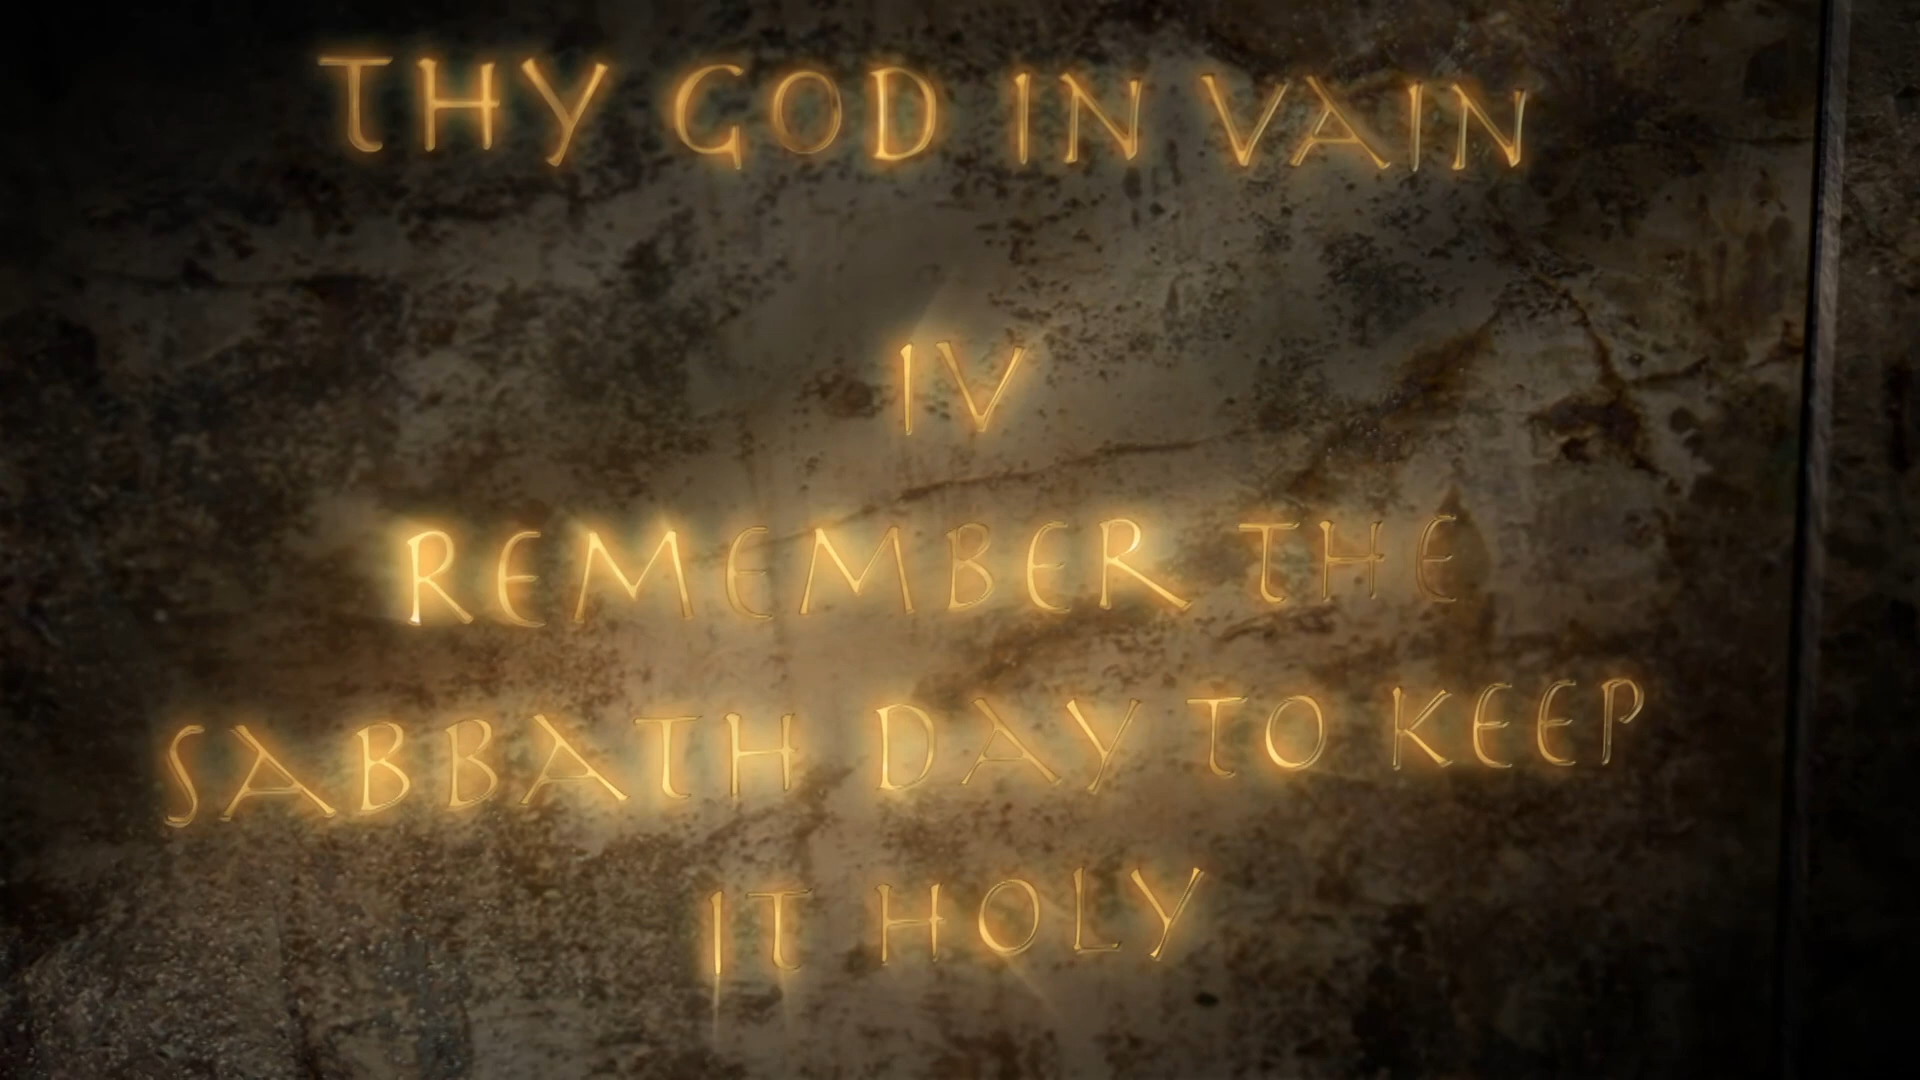 THY GOD IN VAIN
IV
REMEMBER THE
SABBATH DAY TO KEEP
IT HOLY